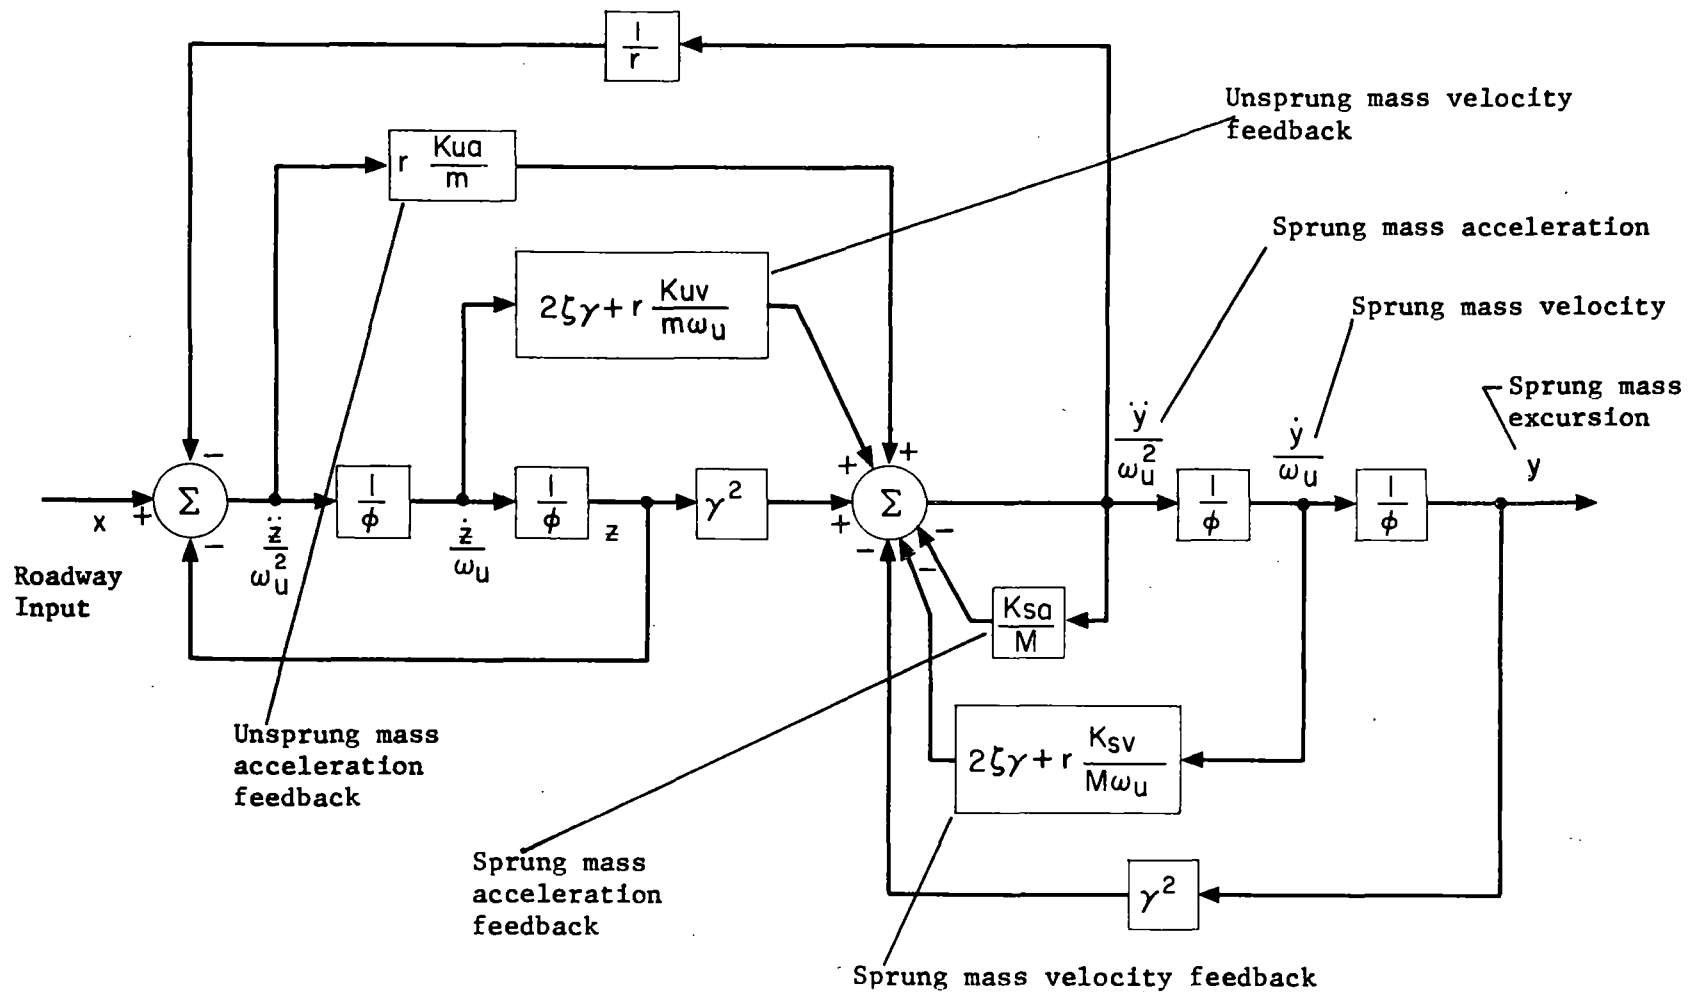 1
r
Unsprung mass velocity
feedback
r Kua
m
Sprung mass acceleration
2ζγ+r Kuv
mωu
Sprung mass velocity
Sprung mass
excursion
ÿ
ωu²
ẏ
ωu
y
Σ
1
φ
1
φ
γ²
Σ
1
φ
1
φ
x
+
−
−
z̈
ωu²
ż
ωu
z
+
+
+
−
−
−
Roadway
Input
Ksa
M
Unsprung mass
acceleration
feedback
2ζγ+r Ksv
Mωu
Sprung mass
acceleration
feedback
γ²
Sprung mass velocity feedback